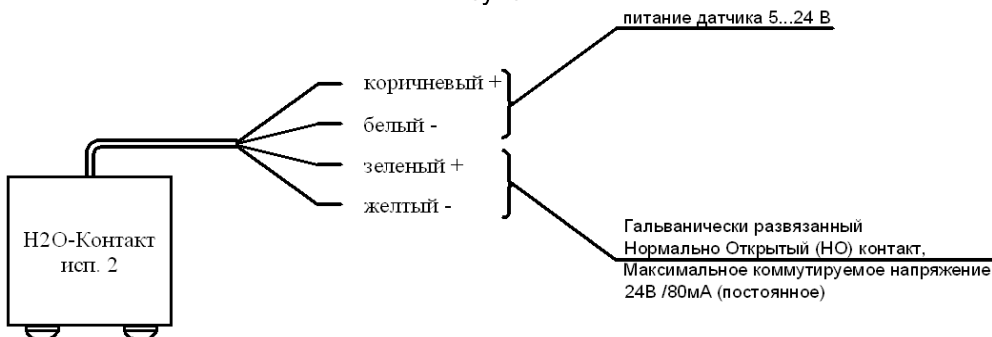 питание датчика 5...24 В
коричневый +
белый -
зеленый +
желтый -
Н2О-Контакт
исп. 2
Гальванически развязанный
Нормально Открытый (НО) контакт,
Максимальное коммутируемое напряжение
24В /80мА (постоянное)